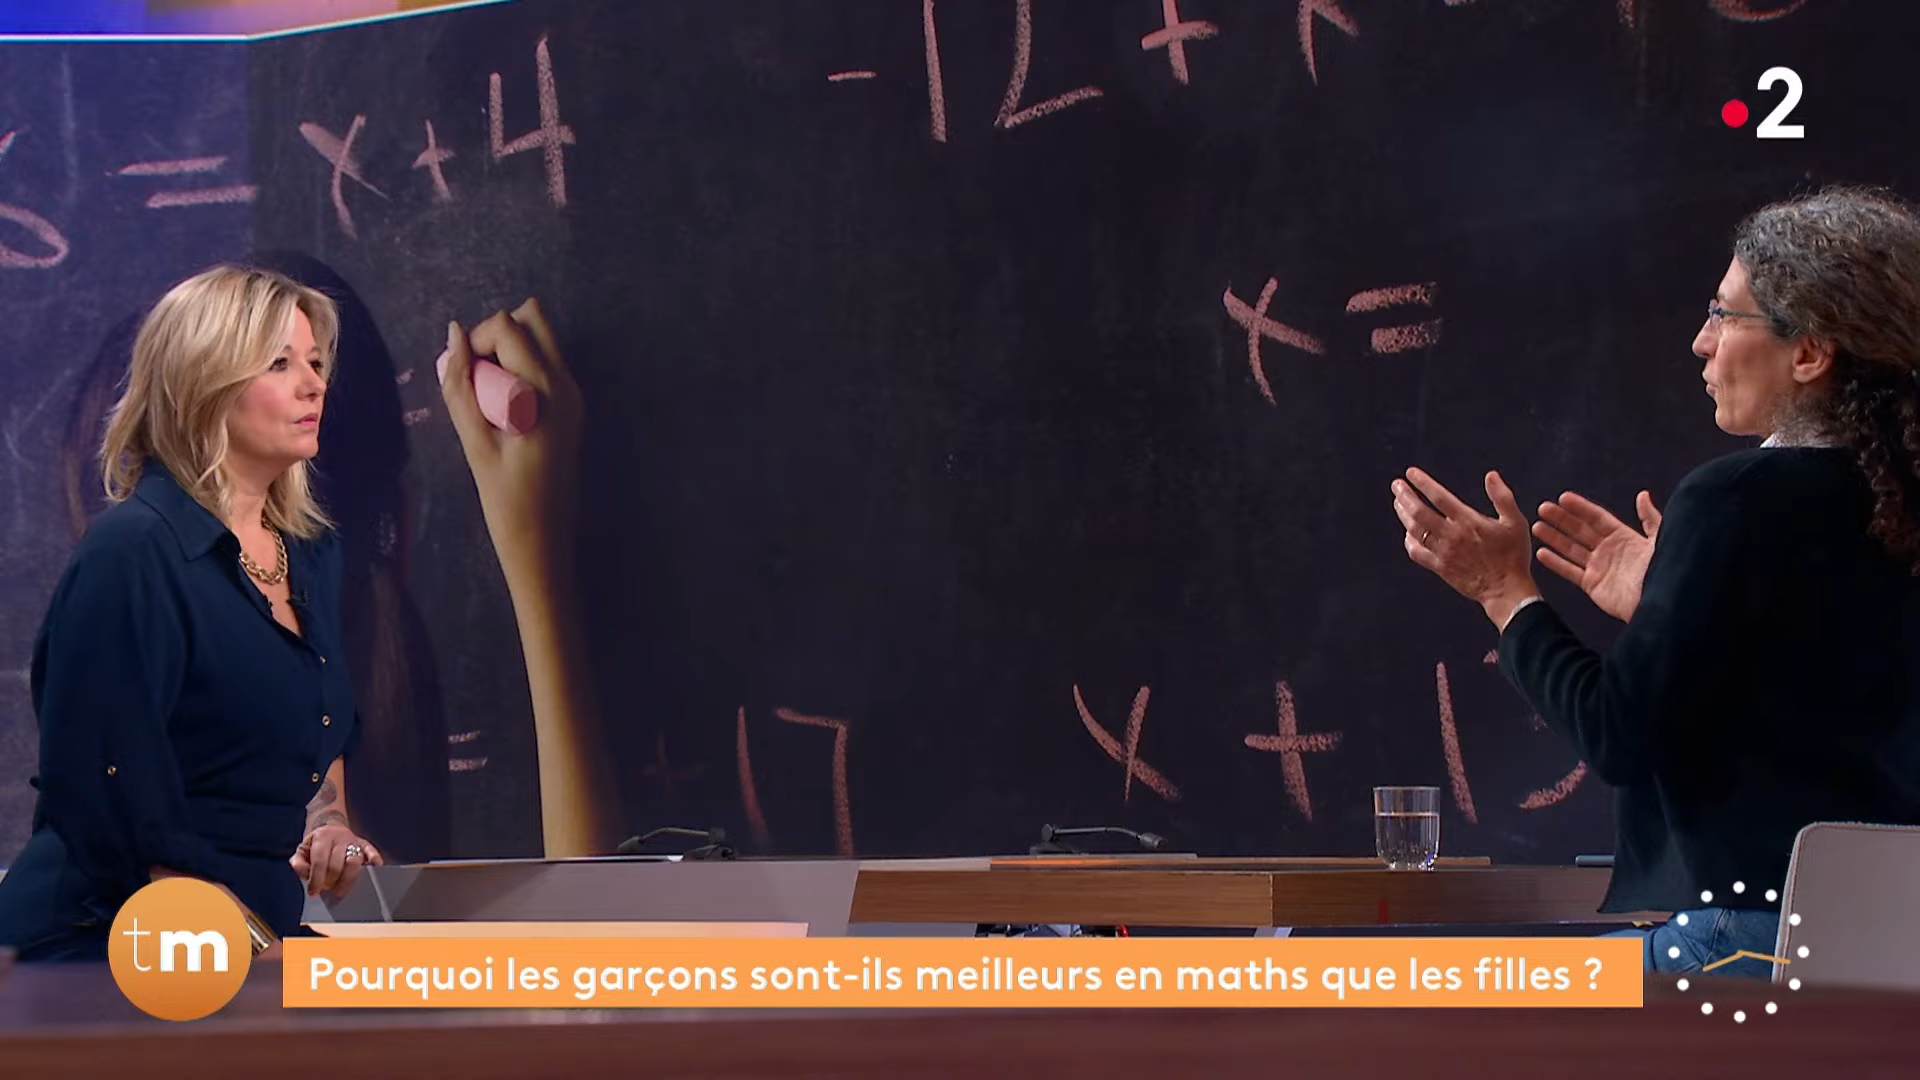 -12 + x
= x + 4
2
x =
=
+ 17
x + 1
tm
Pourquoi les garçons sont-ils meilleurs en maths que les filles ?